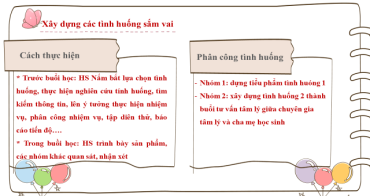 Xây dựng các tình huống sắm vai
Cách thực hiện
* Trước buổi học: HS Nắm bắt lựa chọn tình
huống, thực hiện nghiên cứu tình huống, tìm
kiếm thông tin, lên ý tưởng thực hiện nhiệm
vụ, phân công nhiệm vụ, tập diễn thử, báo
cáo tiến độ….
* Trong buổi học: HS trình bày sản phẩm,
các nhóm khác quan sát, nhận xét
Phân công tình huống
- Nhóm 1: dựng tiểu phẩm tình huống 1
- Nhóm 2: xây dựng tình huống 2 thành
buổi tư vấn tâm lý giữa chuyên gia
tâm lý và cha mẹ học sinh